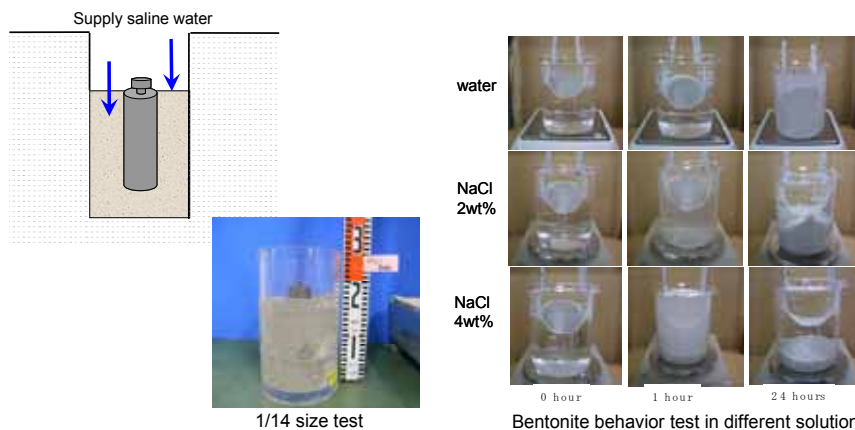 Supply saline water
1/14 size test
3
2
1
water
NaCl
2wt%
NaCl
4wt%
0 hour
1 hour
24 hours
Bentonite behavior test in different solution